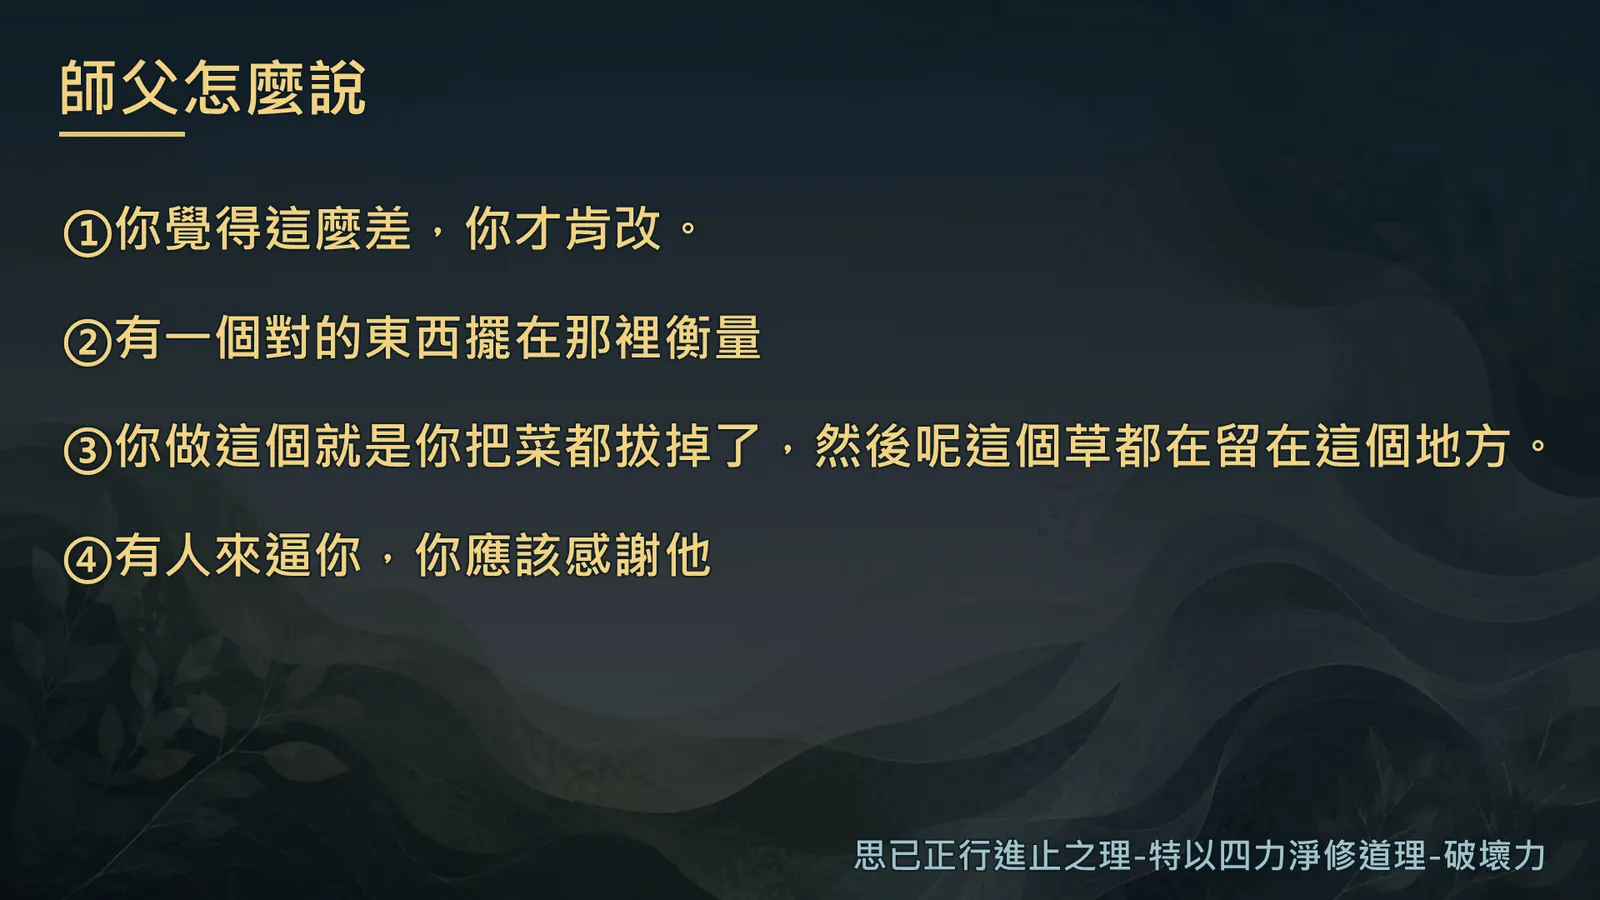 師父怎麼說
①你覺得這麼差，你才肯改。
②有一個對的東西擺在那裡衡量
③你做這個就是你把菜都拔掉了，然後呢這個草都在留在這個地方。
④有人來逼你，你應該感謝他
思已正行進止之理-特以四力淨修道理-破壞力